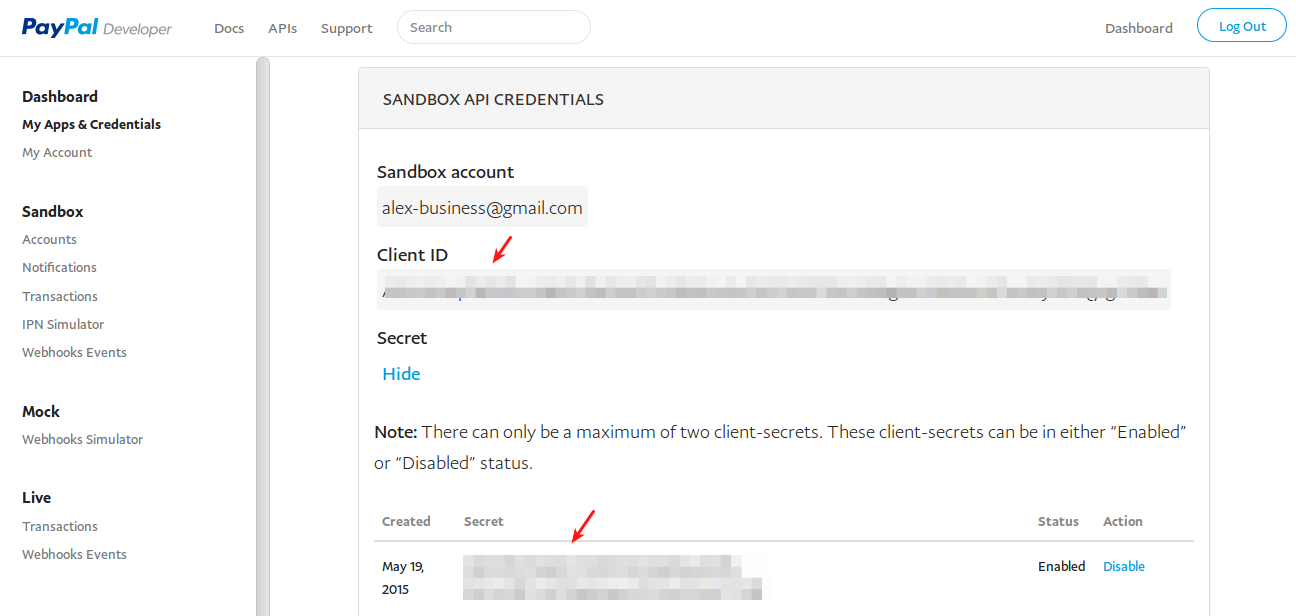 PayPal Developer
Docs APIs Support Search Dashboard Log Out
Dashboard
My Apps & Credentials
My Account
Sandbox
Accounts
Notifications
Transactions
IPN Simulator
Webhooks Events
Mock
Webhooks Simulator
Live
Transactions
Webhooks Events
SANDBOX API CREDENTIALS
Sandbox account
alex-business@gmail.com
Client ID
Secret
Hide
Note: There can only be a maximum of two client-secrets. These client-secrets can be in either “Enabled”
or “Disabled” status.
Created Secret Status Action
May 19, Enabled Disable
2015